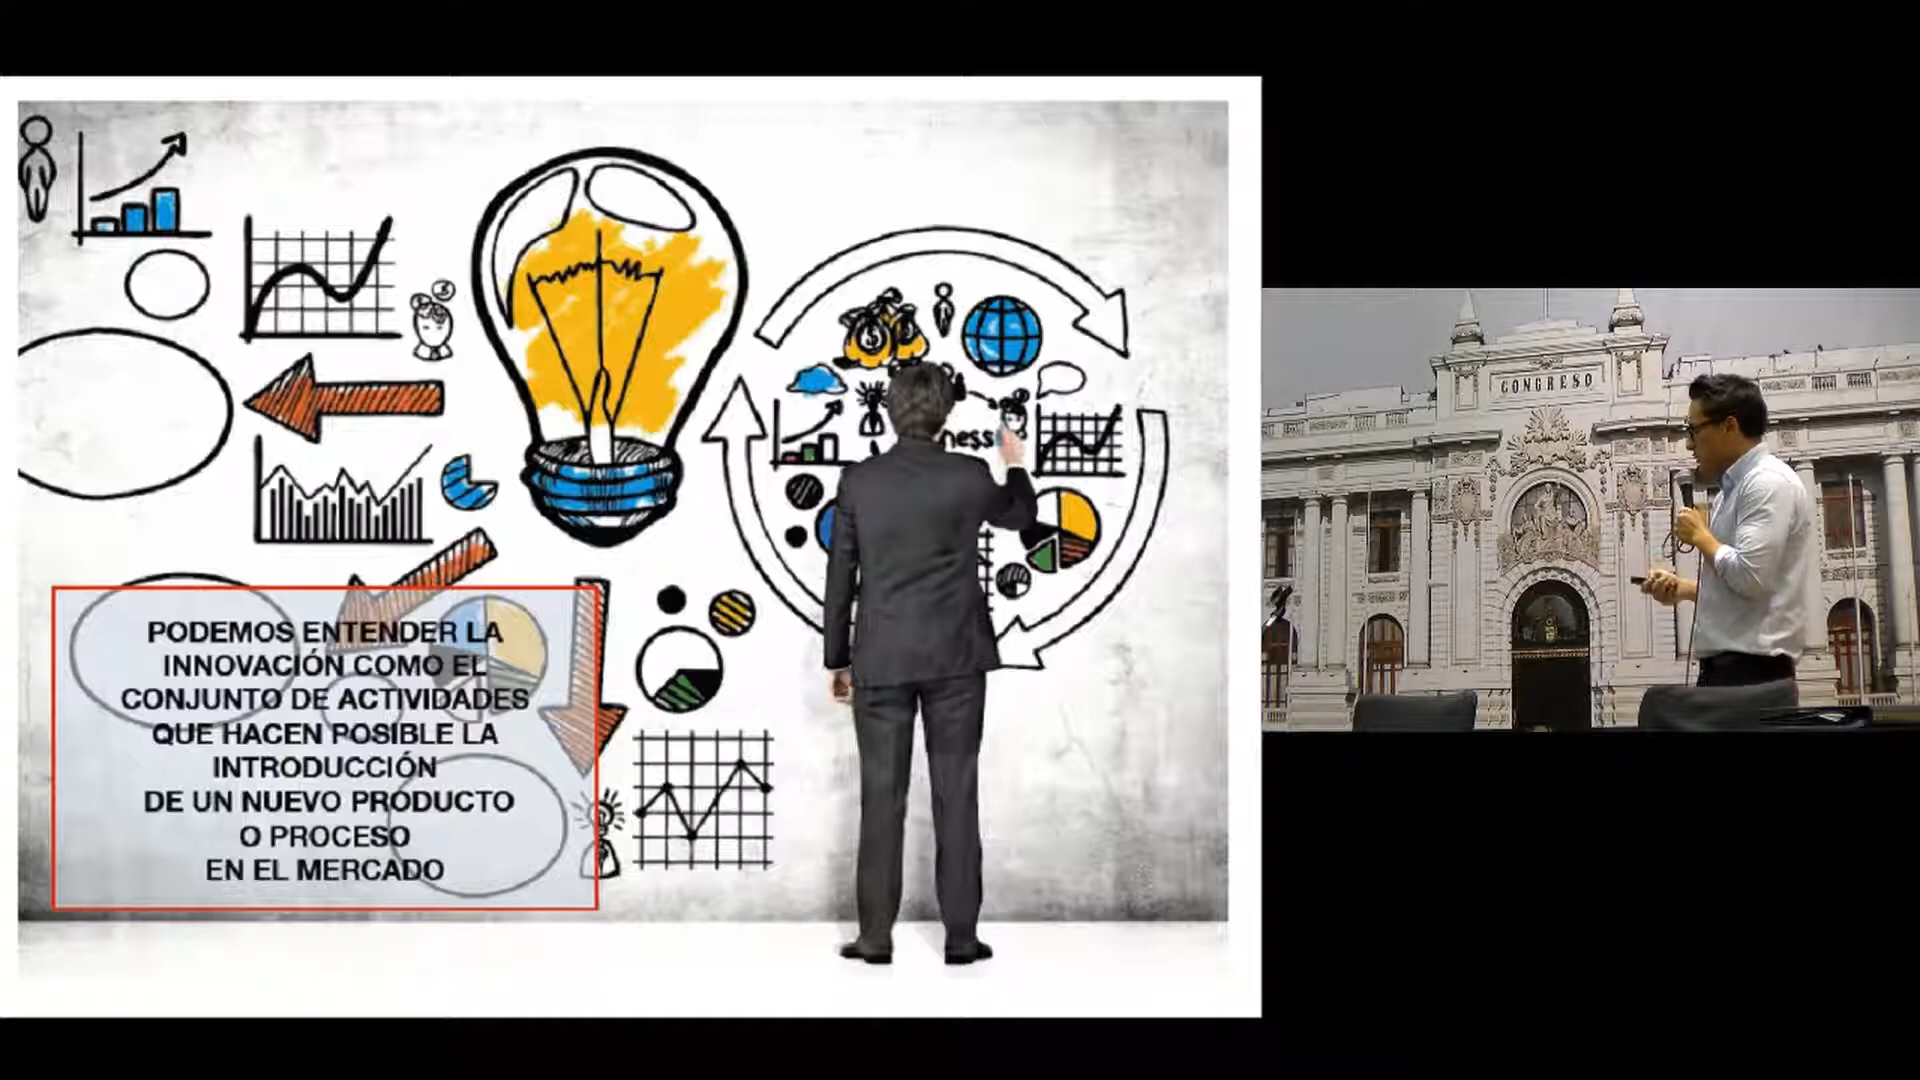 PODEMOS ENTENDER LA
INNOVACIÓN COMO EL
CONJUNTO DE ACTIVIDADES
QUE HACEN POSIBLE LA
INTRODUCCIÓN
DE UN NUEVO PRODUCTO
O PROCESO
EN EL MERCADO
ness
CONGRESO